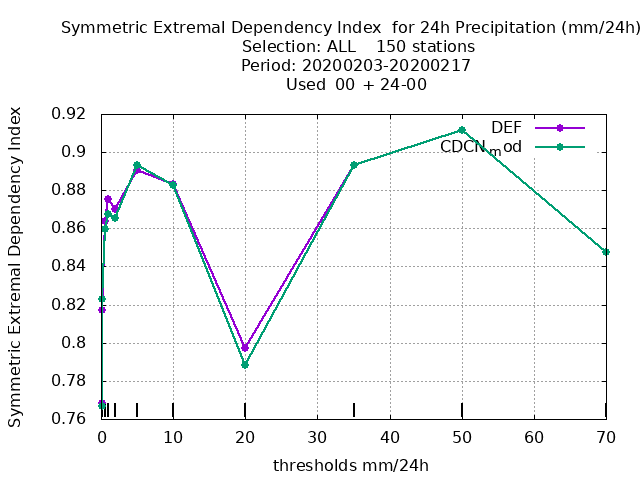 Symmetric Extremal Dependency Index  for 24h Precipitation (mm/24h)
Selection: ALL    150 stations
Period: 20200203-20200217
Used  00 + 24-00
Symmetric Extremal Dependency Index
0.92
0.9
0.88
0.86
0.84
0.82
0.8
0.78
0.76
DEF
CDCN_mod
0 10 20 30 40 50 60 70
thresholds mm/24h